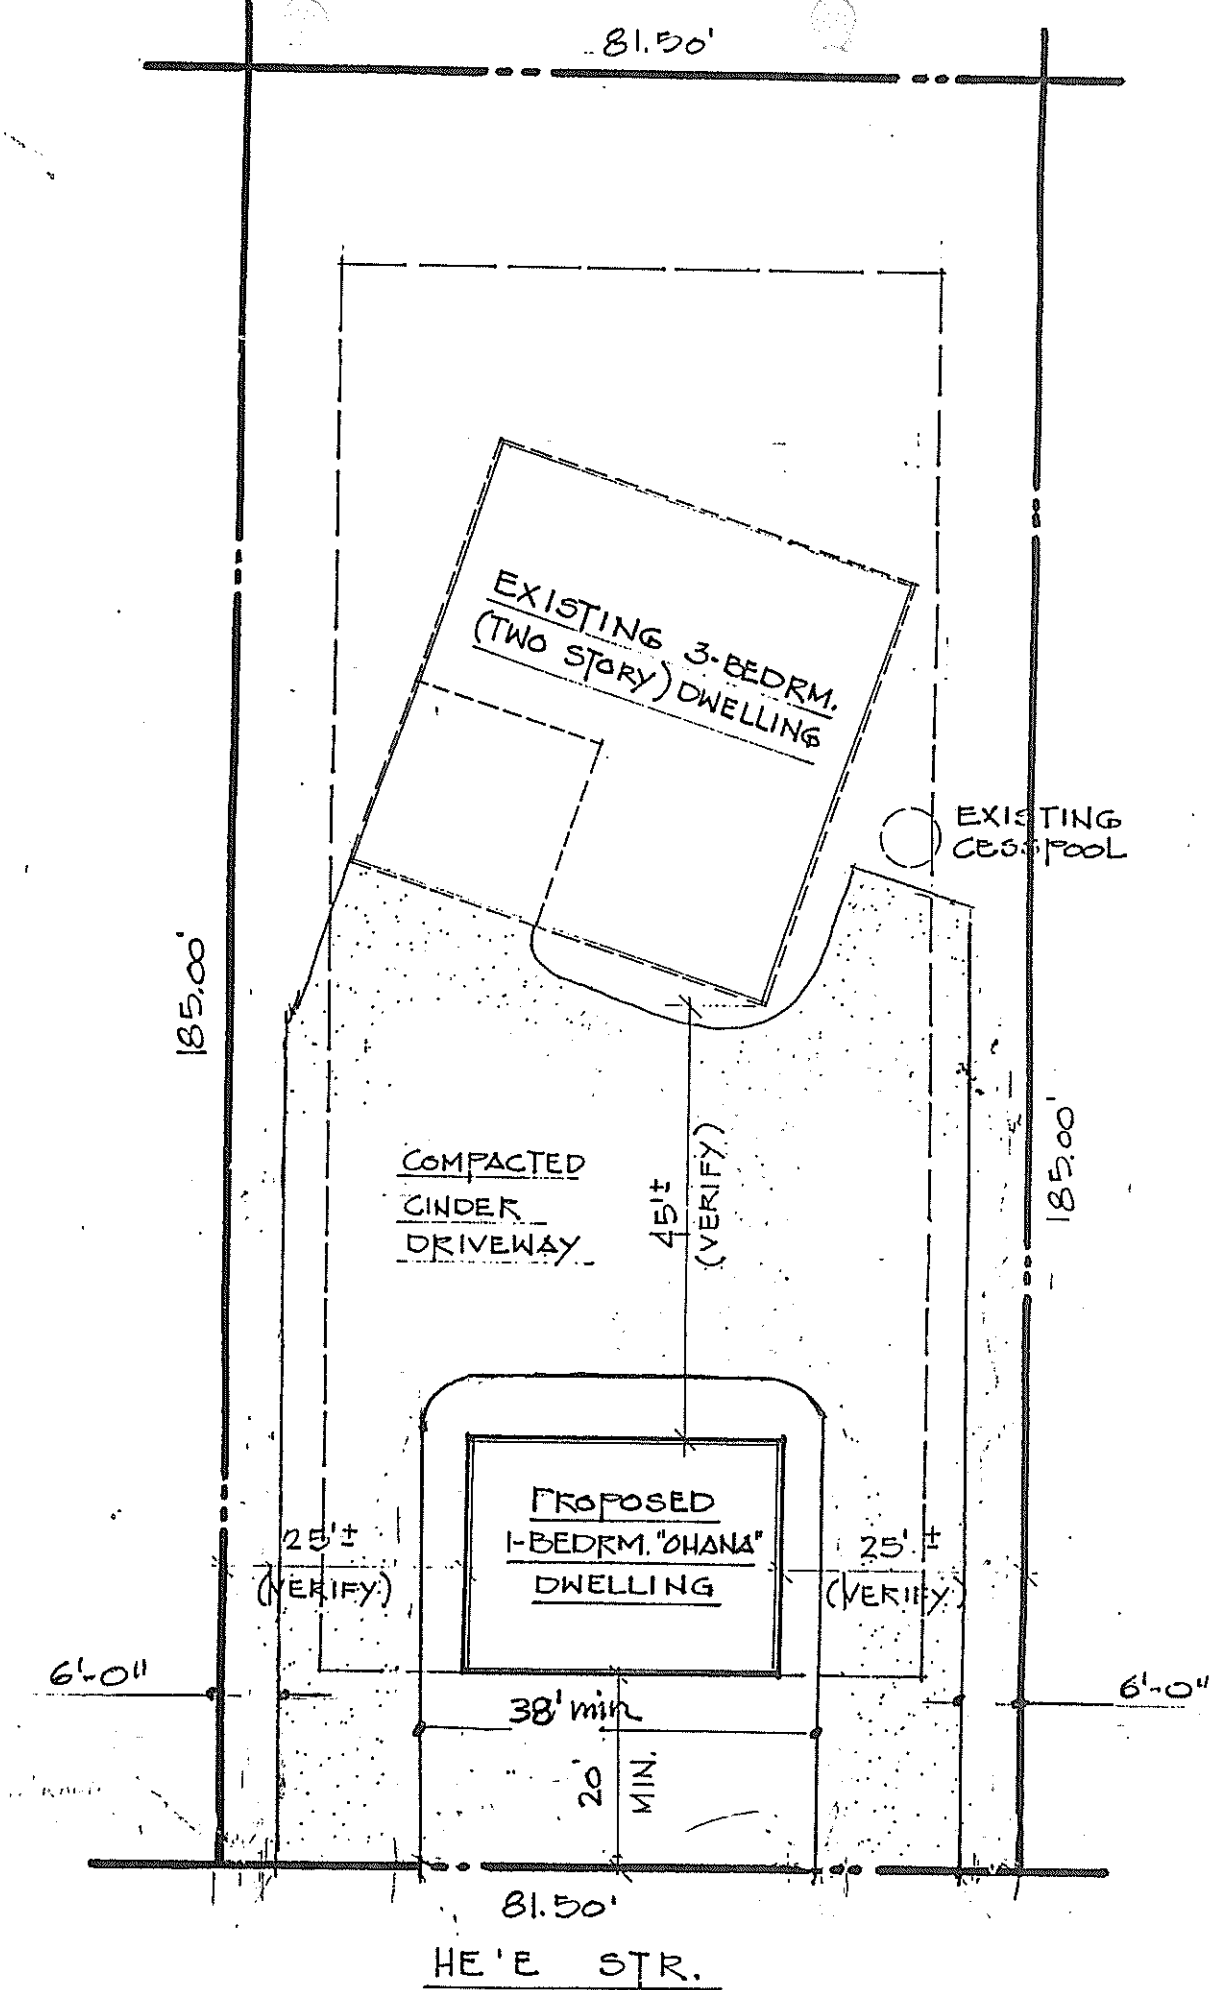 81.50'
EXISTING 3-BEDRM.
(TWO STORY) DWELLING
EXISTING
CESSPOOL
185.00'
COMPACTED
CINDER
DRIVEWAY
45'±
(VERIFY)
185.00'
PROPOSED
1-BEDRM. "OHANA"
DWELLING
25'±
(VERIFY)
25'±
(VERIFY)
6'-0"
6'-0"
38' min
20'
MIN.
81.50'
HE'E STR.